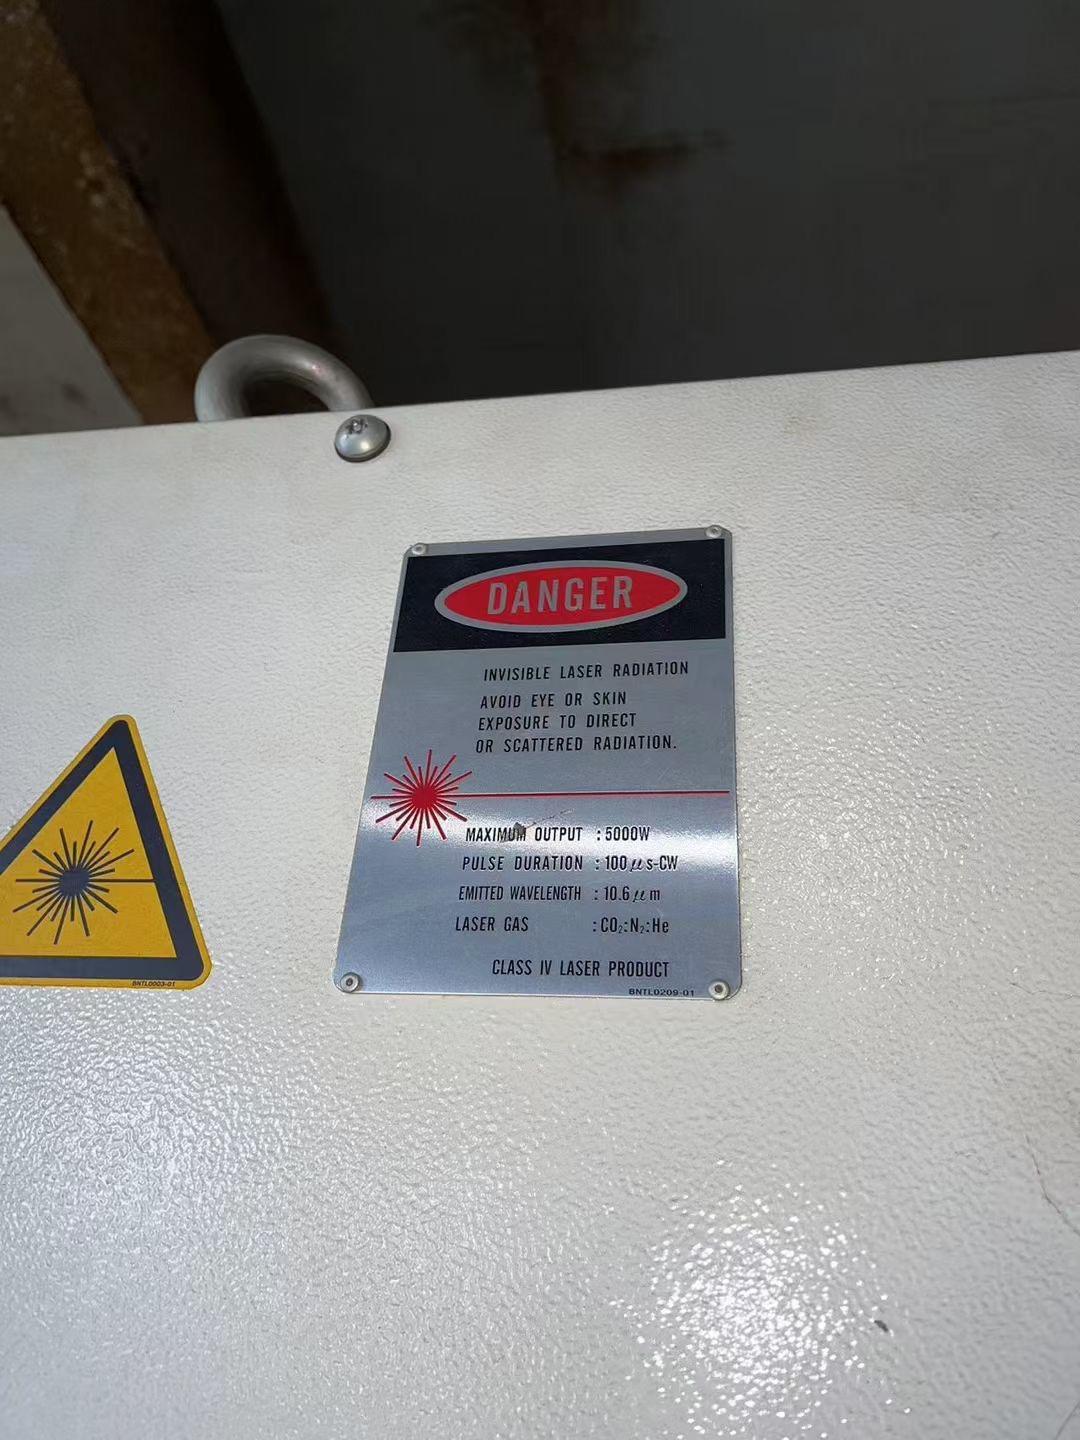 DANGER
INVISIBLE LASER RADIATION
AVOID EYE OR SKIN
EXPOSURE TO DIRECT
OR SCATTERED RADIATION.
MAXIMUM OUTPUT : 5000W
PULSE DURATION : 100μs-CW
EMITTED WAVELENGTH : 10.6μm
LASER GAS : CO₂:N₂:He
CLASS IV LASER PRODUCT
BNTL0209-01
BNTL0003-01